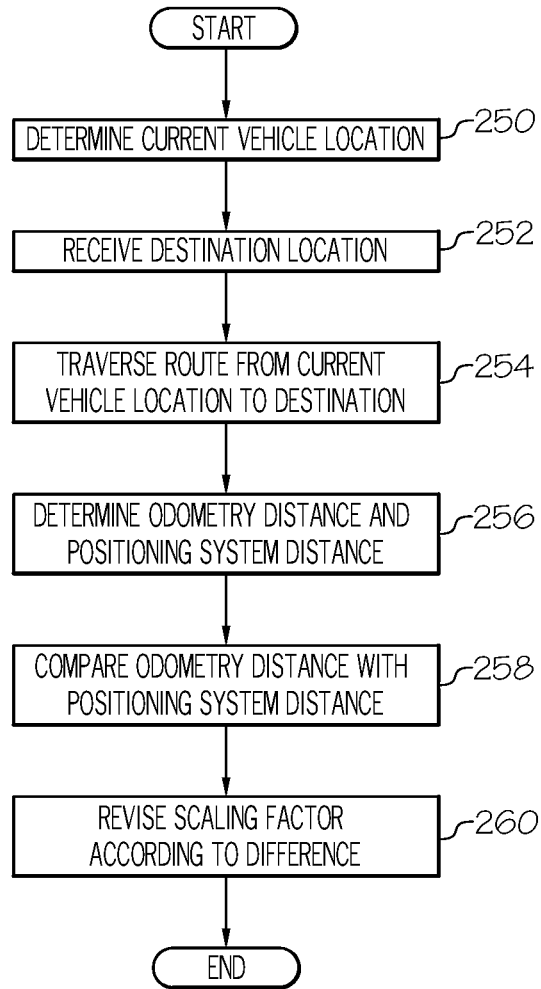 START
DETERMINE CURRENT VEHICLE LOCATION
250
RECEIVE DESTINATION LOCATION
252
TRAVERSE ROUTE FROM CURRENT
VEHICLE LOCATION TO DESTINATION
254
DETERMINE ODOMETRY DISTANCE AND
POSITIONING SYSTEM DISTANCE
256
COMPARE ODOMETRY DISTANCE WITH
POSITIONING SYSTEM DISTANCE
258
REVISE SCALING FACTOR
ACCORDING TO DIFFERENCE
260
END